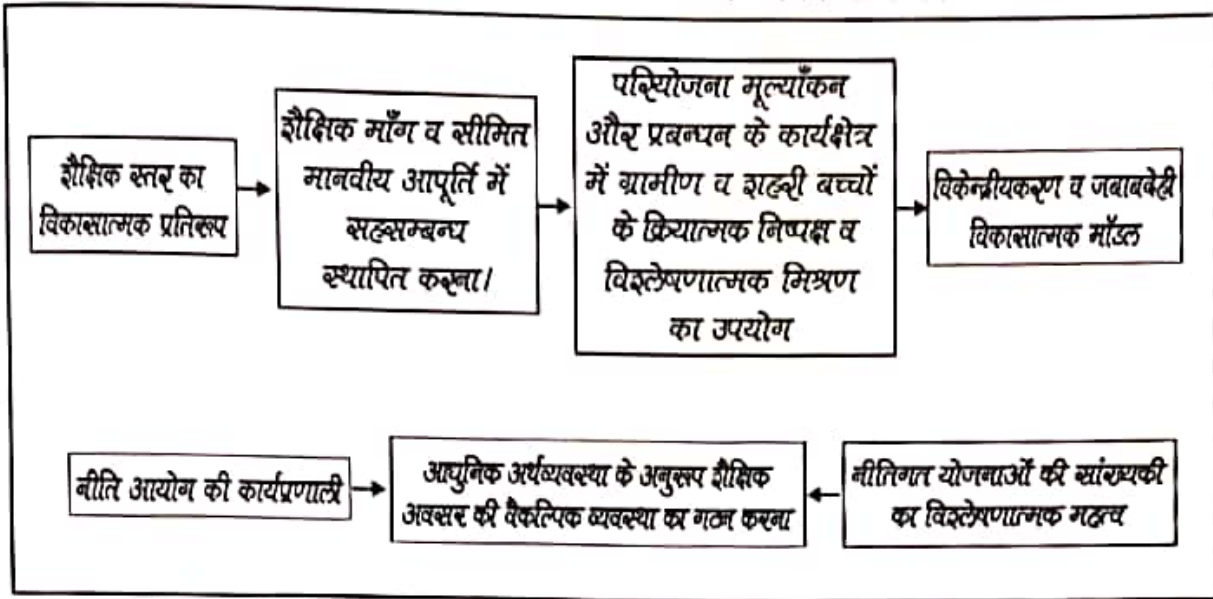 शैक्षिक स्तर का
विकासात्मक प्रतिरूप
शैक्षिक माँग व सीमित
मानवीय आपूर्ति में
सहसम्बन्ध
स्थापित करना।
परियोजना मूल्याँकन
और प्रबन्धन के कार्यक्षेत्र
में ग्रामीण व शहरी बच्चों
के क्रियात्मक निष्पक्ष व
विश्लेषणात्मक मिश्रण
का उपयोग
विकेन्द्रीयकरण व जबाबदेही
विकासात्मक मॉडल
नीति आयोग की कार्यप्रणाली
आधुनिक अर्थव्यवस्था के अनुरूप शैक्षिक
अवसर की वैकल्पिक व्यवस्था का गठन करना
नीतिगत योजनाओं की सांख्यकी
का विश्लेषणात्मक महत्व